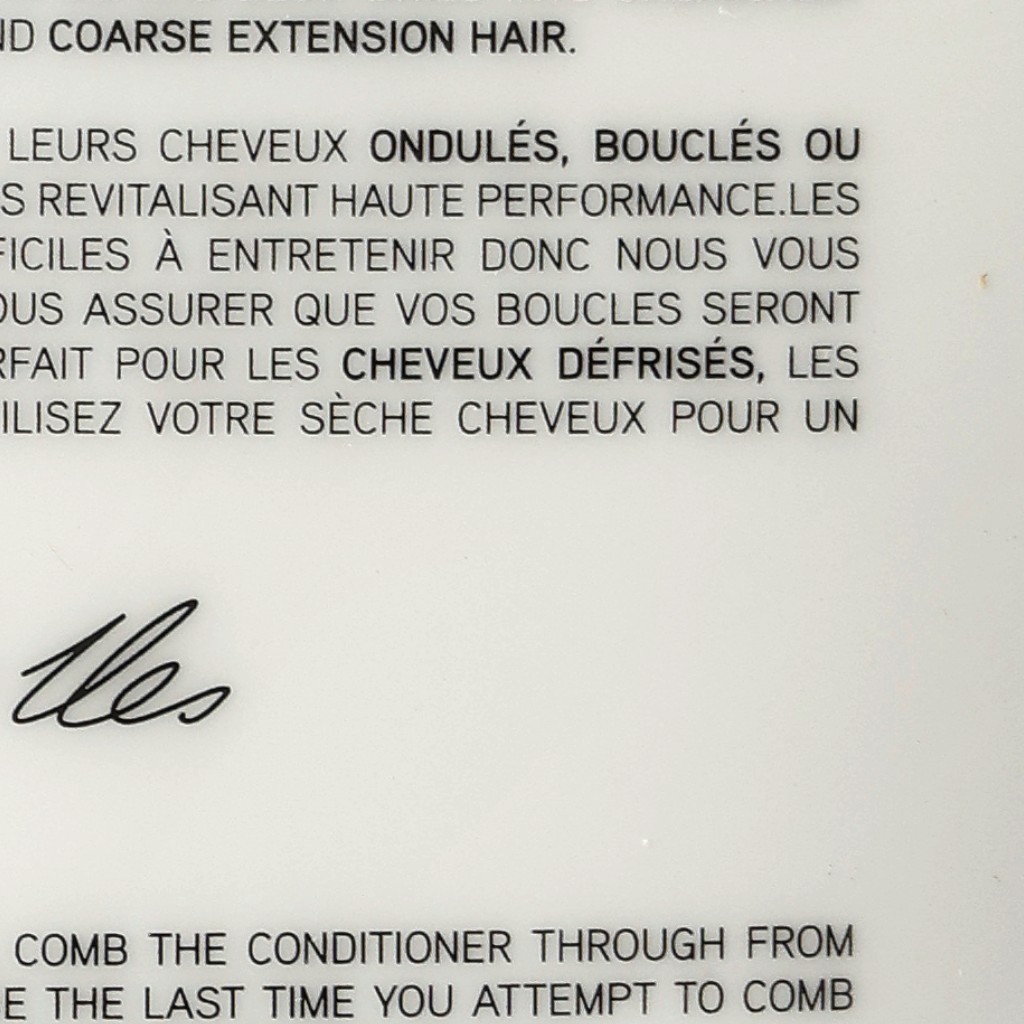 ND COARSE EXTENSION HAIR.
LEURS CHEVEUX ONDULÉS, BOUCLÉS OU
S REVITALISANT HAUTE PERFORMANCE.LES
FICILES À ENTRETENIR DONC NOUS VOUS
OUS ASSURER QUE VOS BOUCLES SERONT
RFAIT POUR LES CHEVEUX DÉFRISÉS, LES
ILISEZ VOTRE SÈCHE CHEVEUX POUR UN
COMB THE CONDITIONER THROUGH FROM
E THE LAST TIME YOU ATTEMPT TO COMB